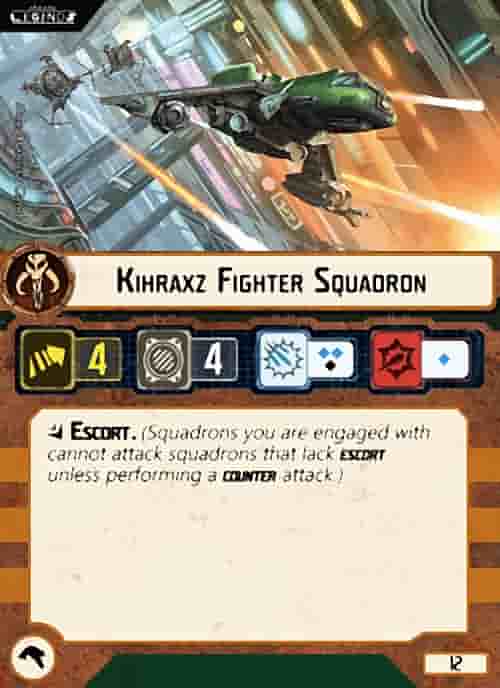 LEGENDS
KIHRAXZ FIGHTER SQUADRON
4 4
ESCORT. (Squadrons you are engaged with
cannot attack squadrons that lack ESCORT
unless performing a COUNTER attack.)
12